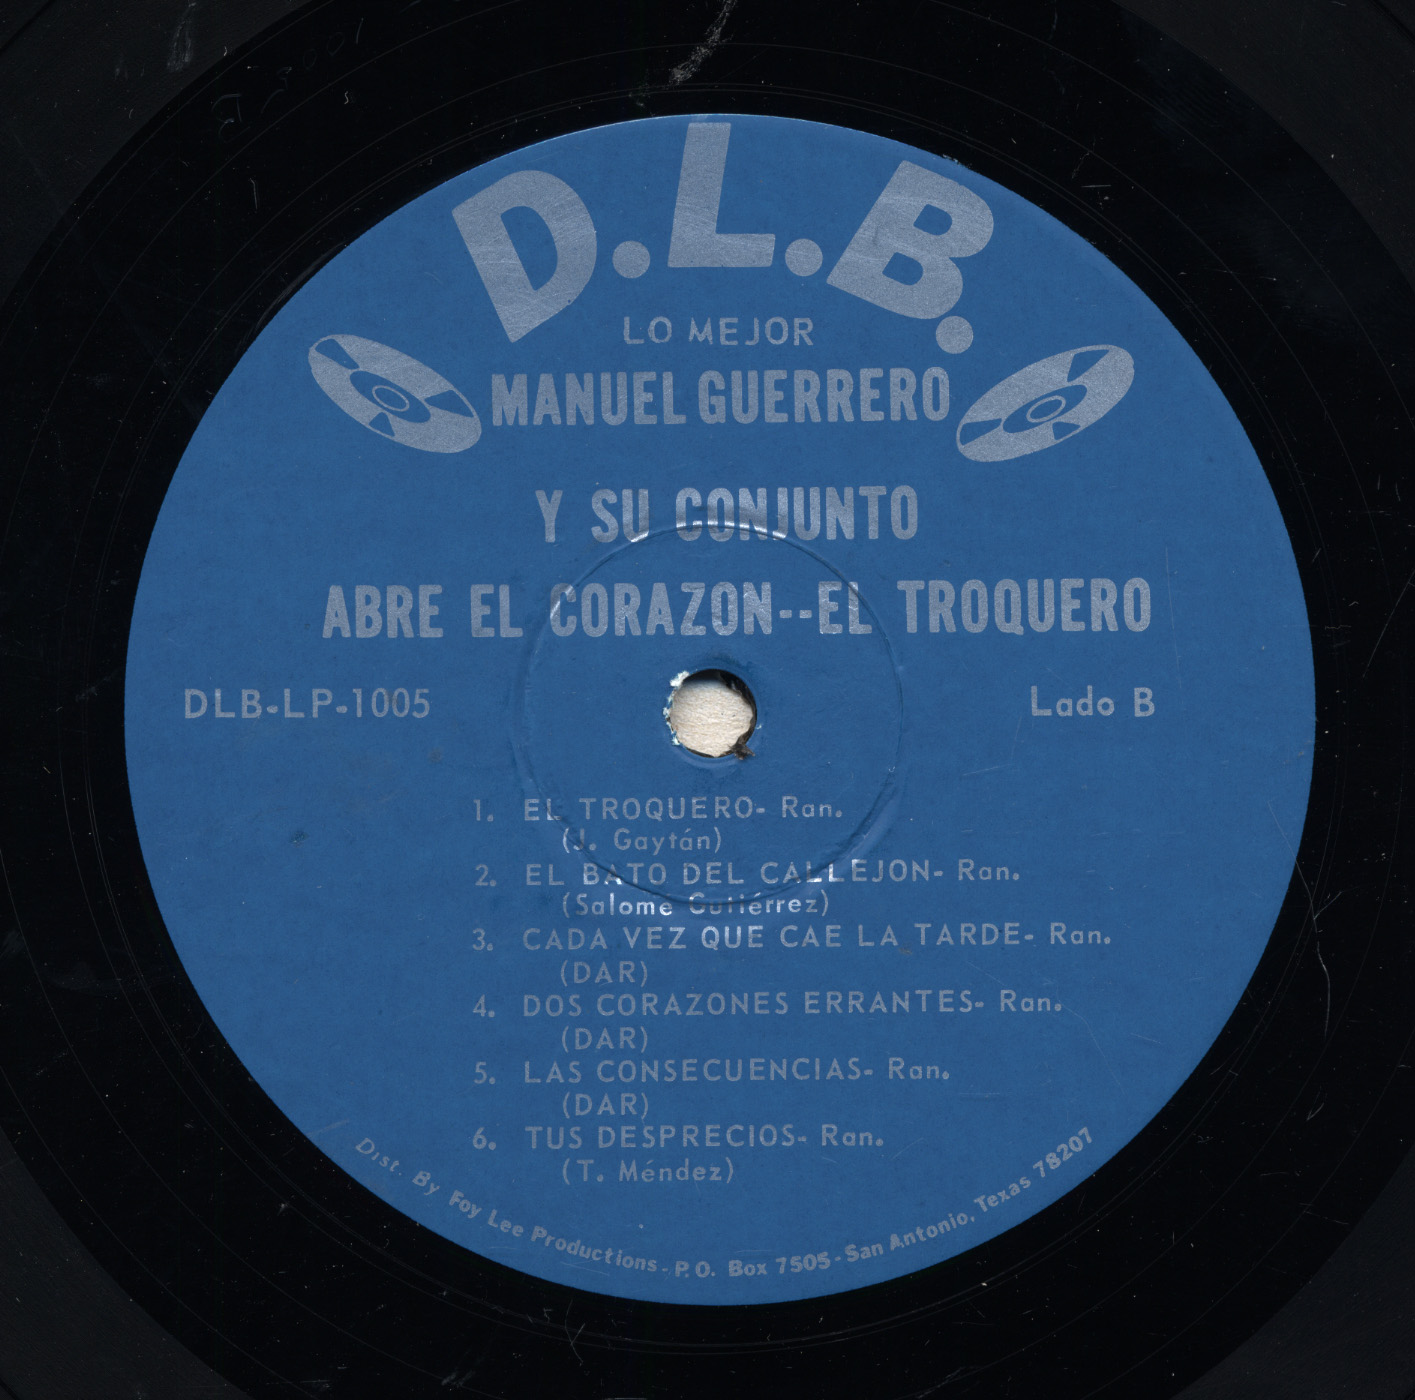 D.L.B.
LO MEJOR
MANUEL GUERRERO
Y SU CONJUNTO
ABRE EL CORAZON--EL TROQUERO
DLB-LP-1005
Lado B
1. EL TROQUERO- Ran.
(J. Gaytán)
2. EL BATO DEL CALLEJON- Ran.
(Salome Gutiérrez)
3. CADA VEZ QUE CAE LA TARDE- Ran.
(DAR)
4. DOS CORAZONES ERRANTES- Ran.
(DAR)
5. LAS CONSECUENCIAS- Ran.
(DAR)
6. TUS DESPRECIOS- Ran.
(T. Méndez)
Dist. By Foy Lee Productions-P.O. Box 7505-San Antonio, Texas 78207